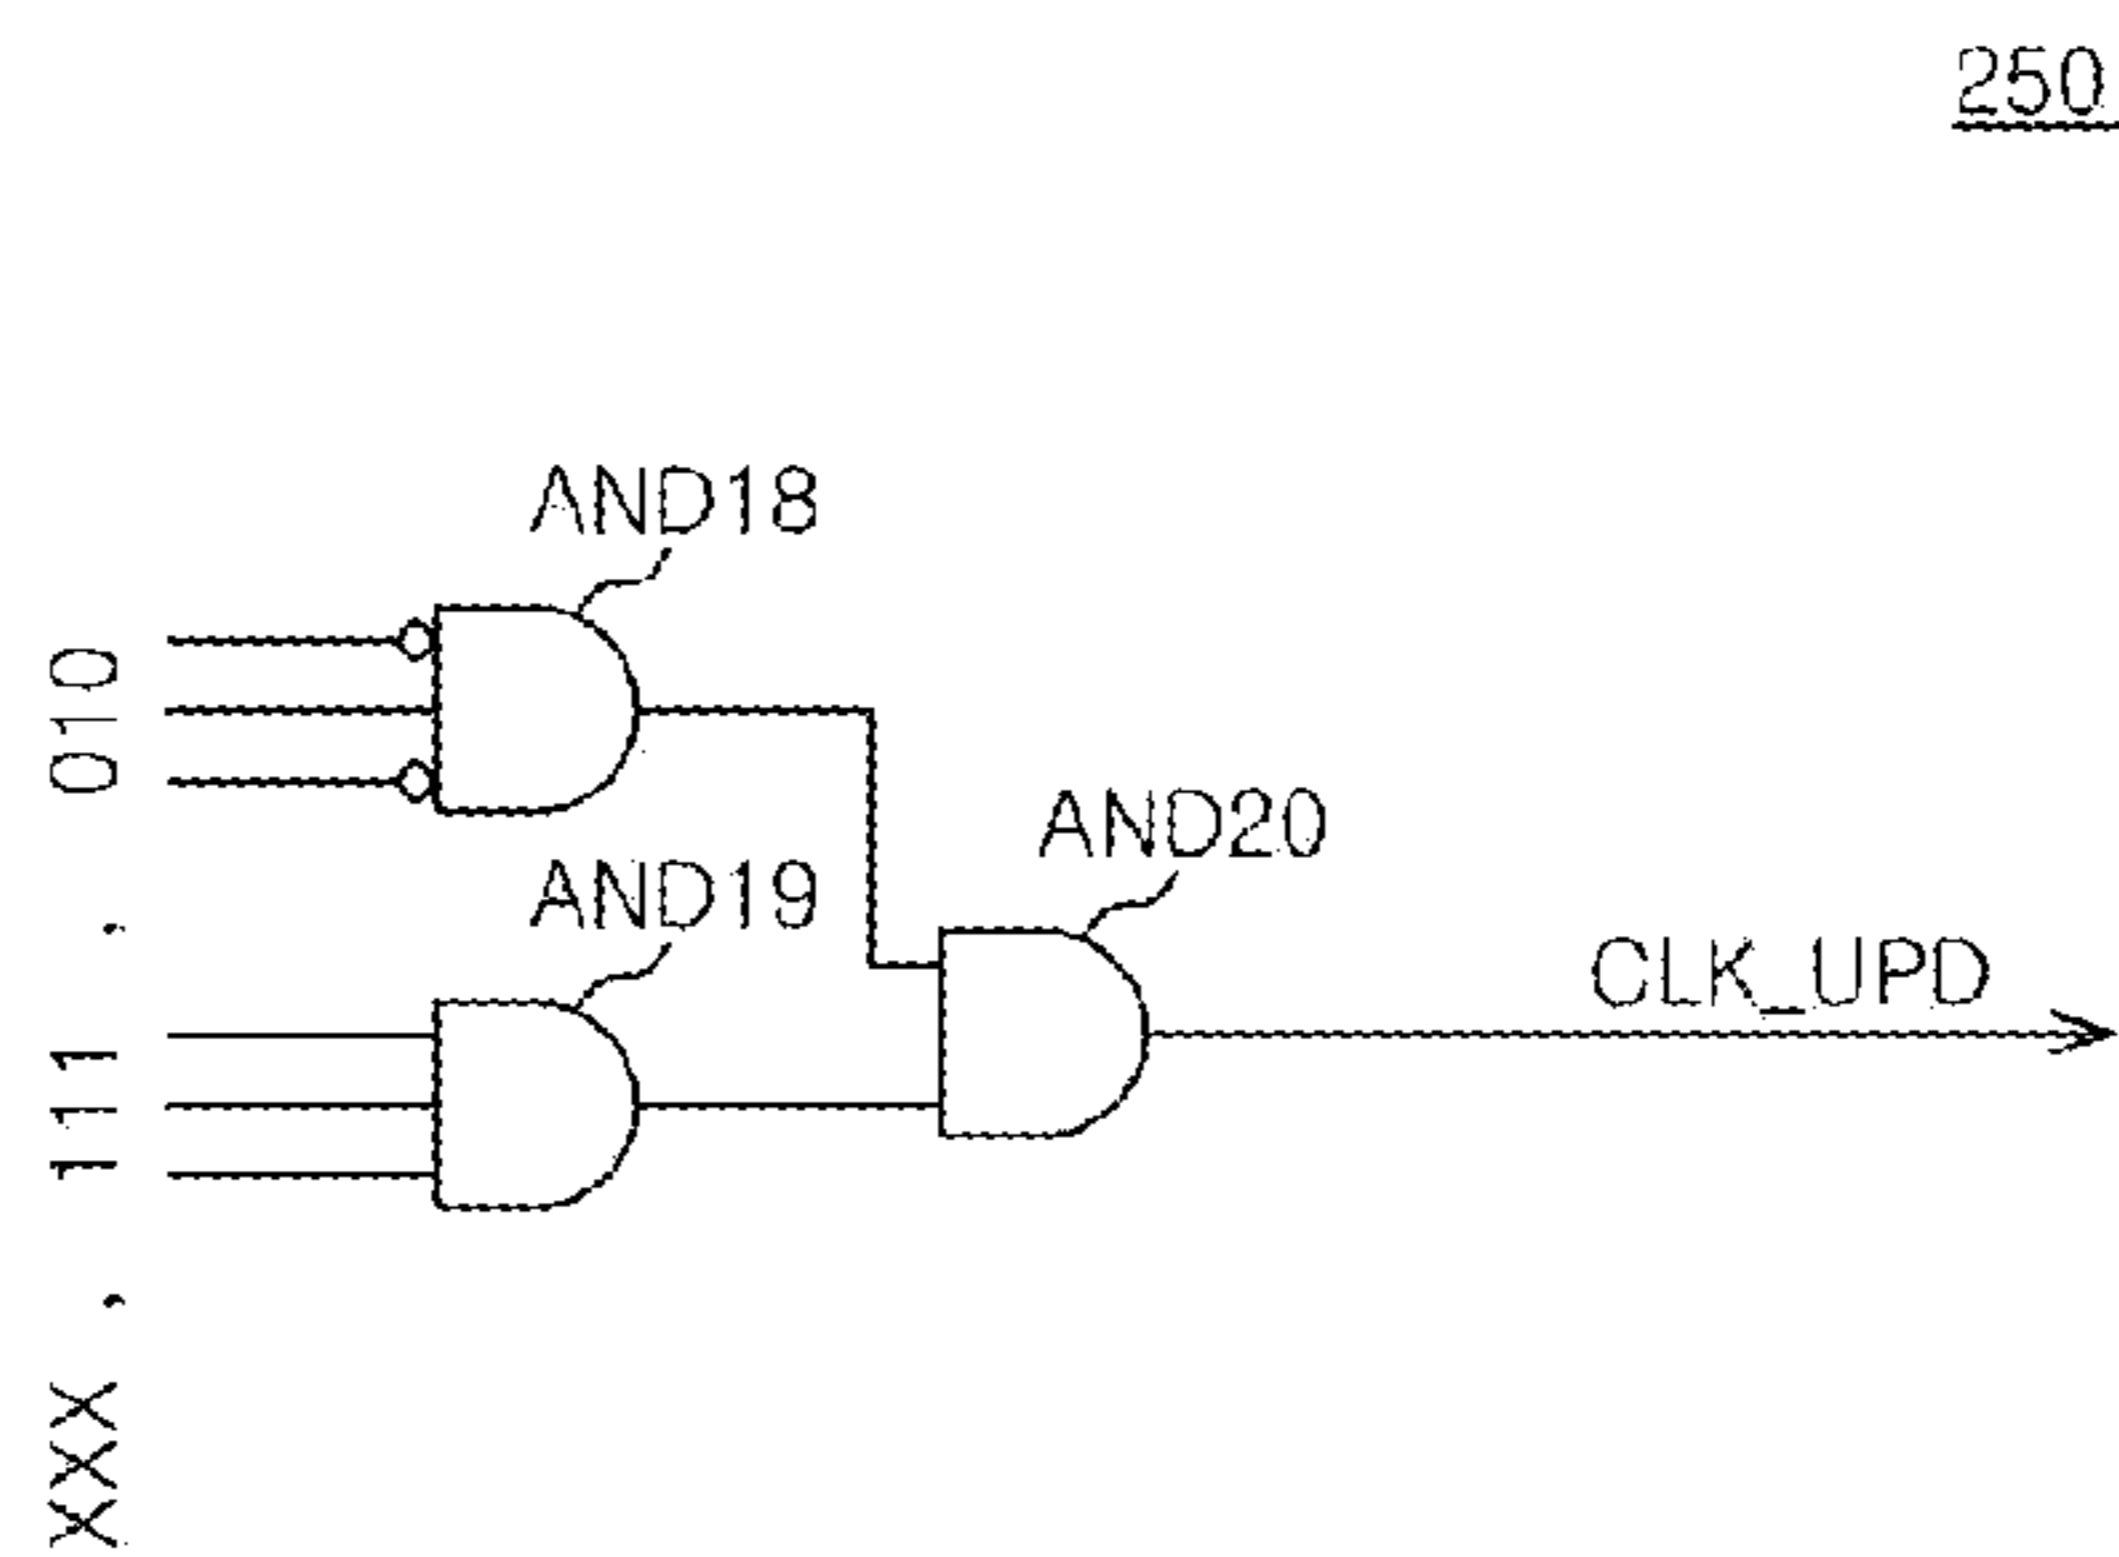 250
AND18
010
AND20
AND19
,
CLK_UPD
111
,
XXX